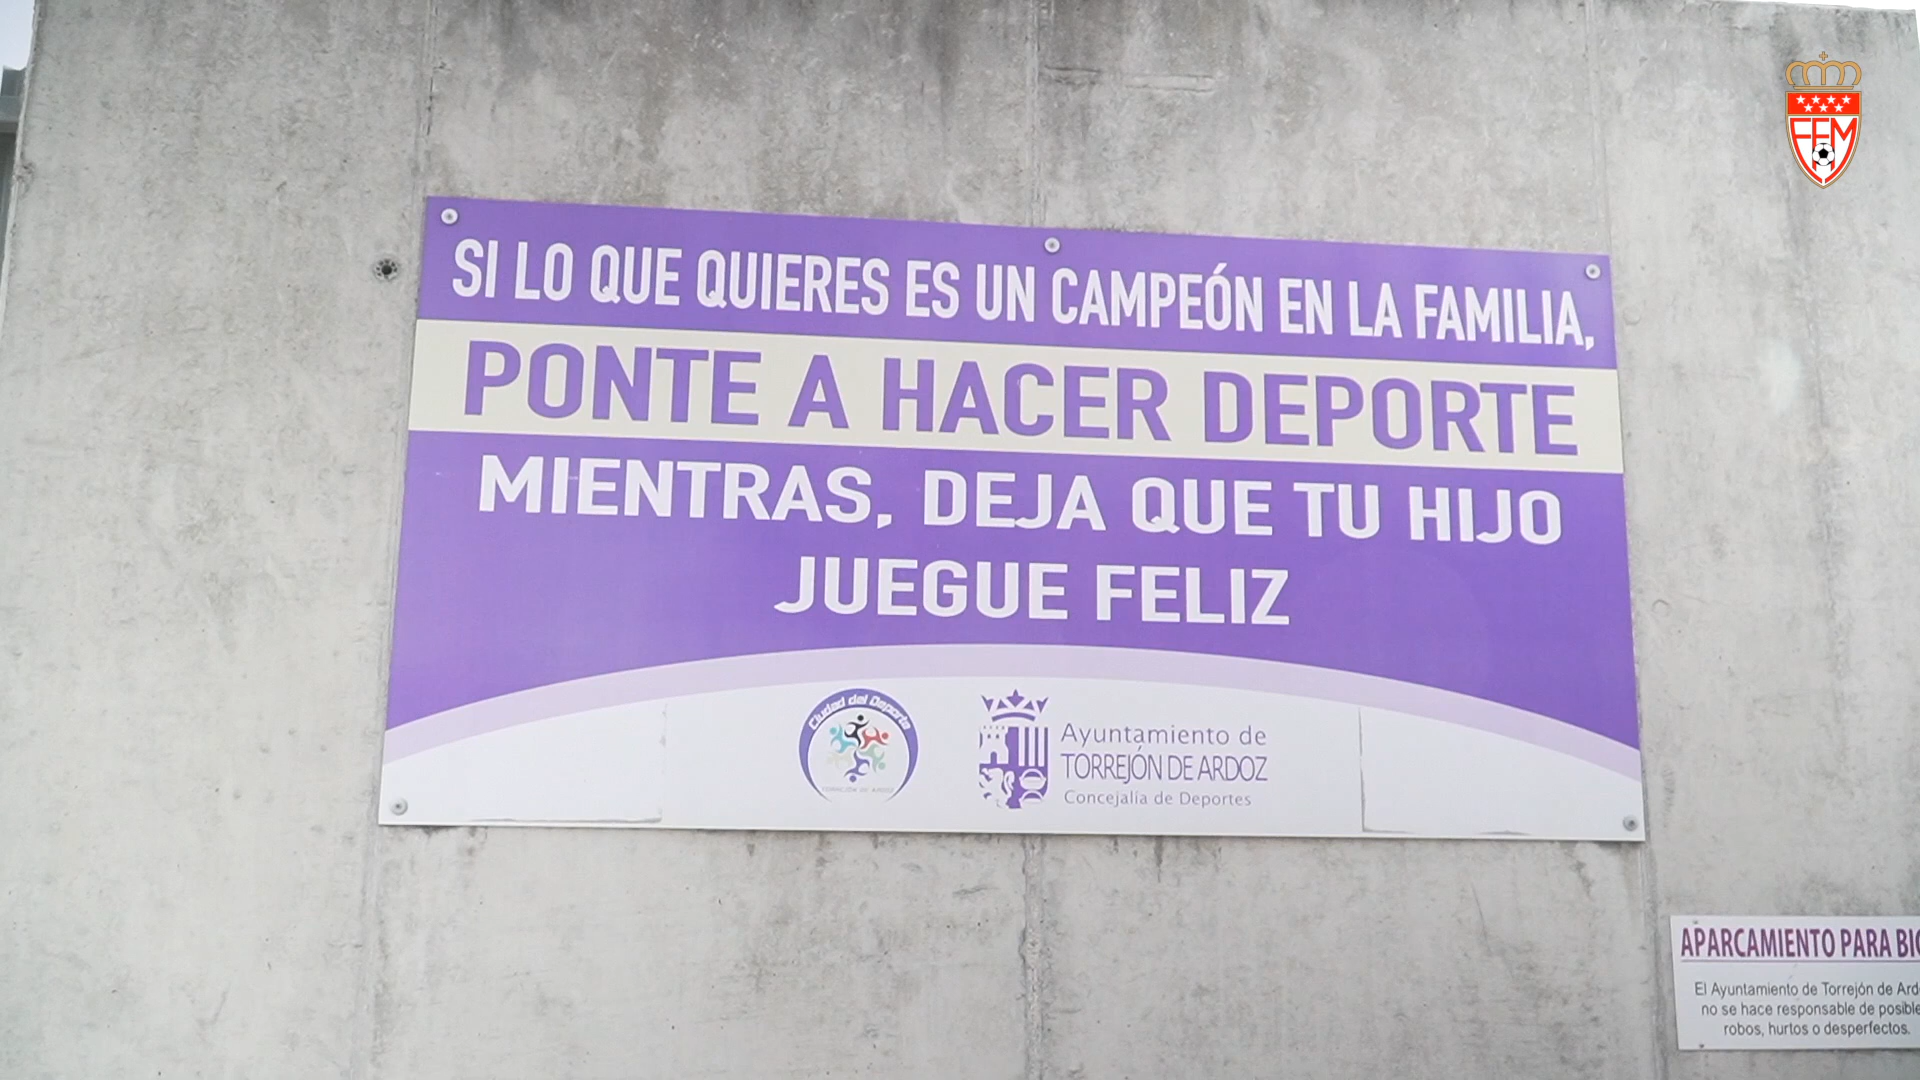 SI LO QUE QUIERES ES UN CAMPEÓN EN LA FAMILIA,
PONTE A HACER DEPORTE
MIENTRAS, DEJA QUE TU HIJO
JUEGUE FELIZ
Ciudad del Deporte
TORREJÓN DE ARDOZ
Ayuntamiento de
TORREJÓN DE ARDOZ
Concejalía de Deportes
APARCAMIENTO PARA BIC
El Ayuntamiento de Torrejón de Ard
no se hace responsable de posible
robos, hurtos o desperfectos.
FFM